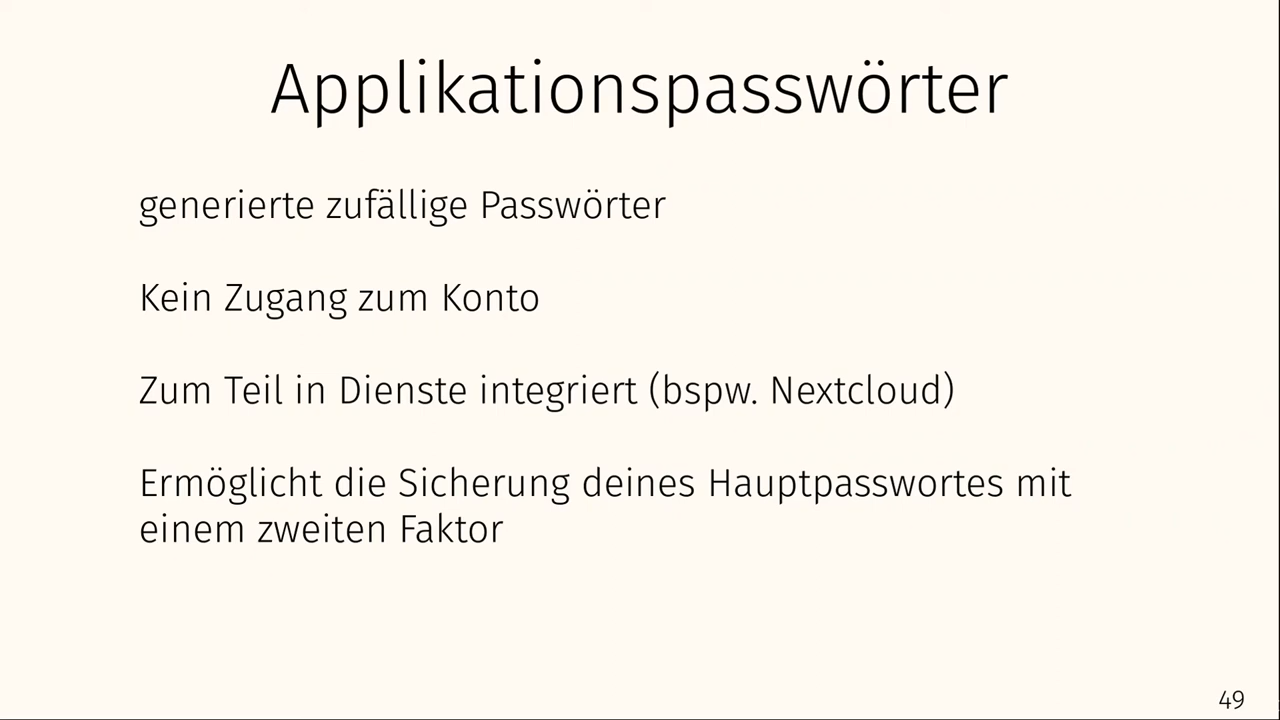 Applikationspasswörter
generierte zufällige Passwörter
Kein Zugang zum Konto
Zum Teil in Dienste integriert (bspw. Nextcloud)
Ermöglicht die Sicherung deines Hauptpasswortes mit
einem zweiten Faktor
49